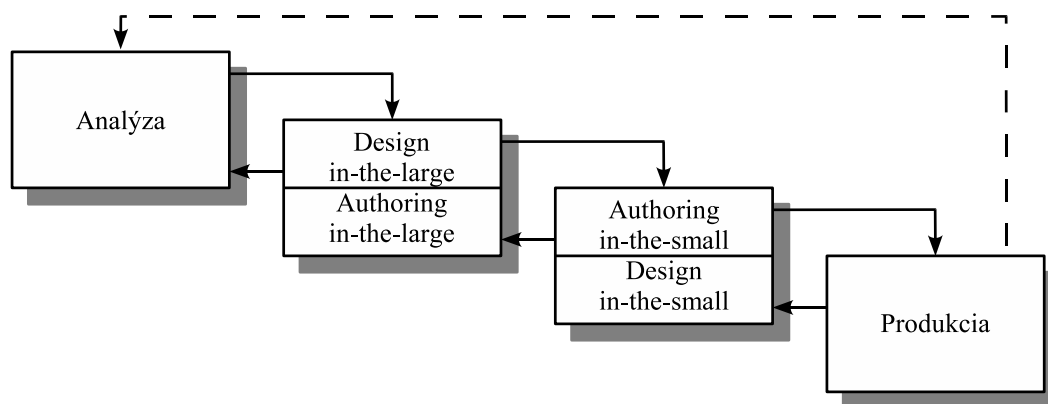 Analýza
Design
in-the-large
Authoring
in-the-large
Authoring
in-the-small
Design
in-the-small
Produkcia